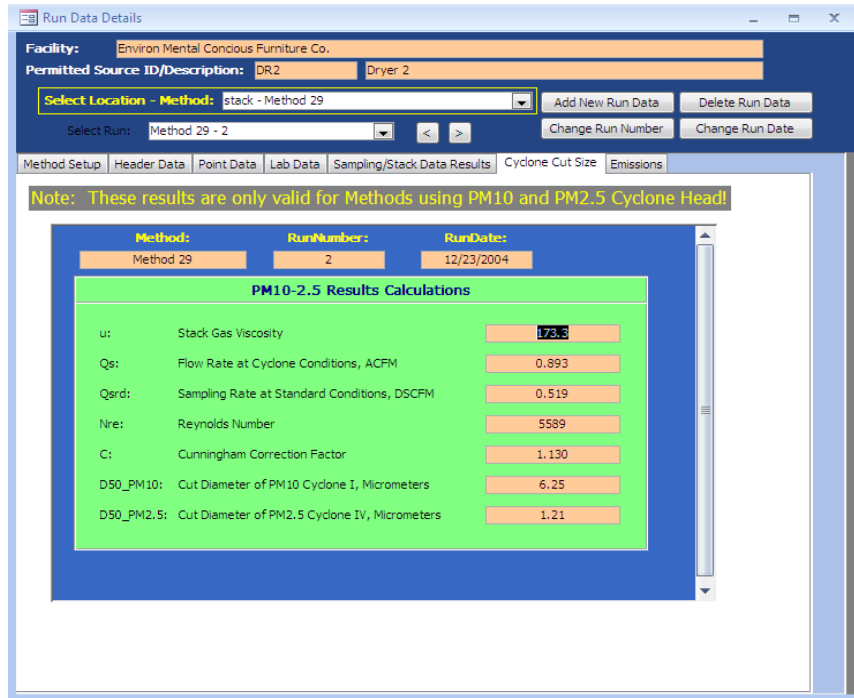 Run Data Details
Facility: Environ Mental Concious Furniture Co.
Permitted Source ID/Description: DR2 Dryer 2
Select Location - Method: stack - Method 29 Add New Run Data Delete Run Data
Select Run: Method 29 - 2 < > Change Run Number Change Run Date
Method Setup Header Data Point Data Lab Data Sampling/Stack Data Results Cyclone Cut Size Emissions
Note: These results are only valid for Methods using PM10 and PM2.5 Cyclone Head!
Method: RunNumber: RunDate:
Method 29 2 12/23/2004
PM10-2.5 Results Calculations
u: Stack Gas Viscosity 173.3
Qs: Flow Rate at Cyclone Conditions, ACFM 0.893
Qsrd: Sampling Rate at Standard Conditions, DSCFM 0.519
Nre: Reynolds Number 5589
C: Cunningham Correction Factor 1.130
D50_PM10: Cut Diameter of PM10 Cyclone I, Micrometers 6.25
D50_PM2.5: Cut Diameter of PM2.5 Cyclone IV, Micrometers 1.21